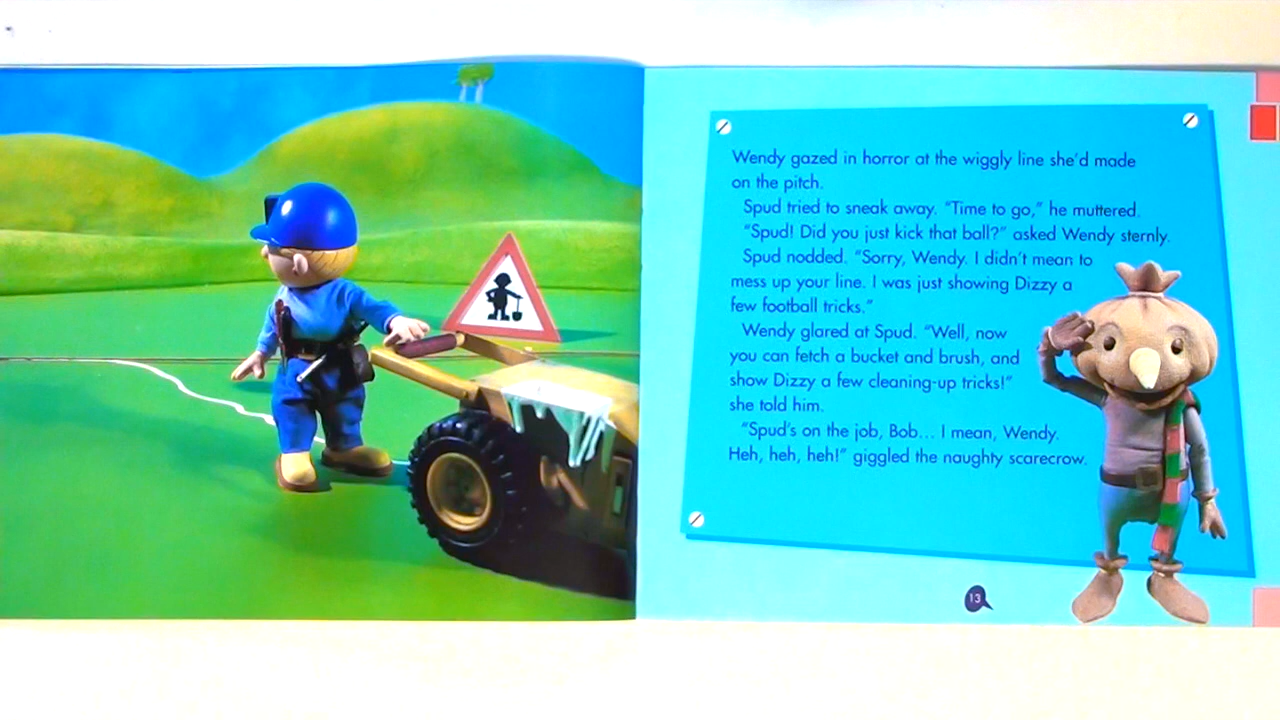 Wendy gazed in horror at the wiggly line she'd made
on the pitch.
Spud tried to sneak away. "Time to go," he muttered.
"Spud! Did you just kick that ball?" asked Wendy sternly.
Spud nodded. "Sorry, Wendy. I didn't mean to
mess up your line. I was just showing Dizzy a
few football tricks."
Wendy glared at Spud. "Well, now
you can fetch a bucket and brush, and
show Dizzy a few cleaning-up tricks!"
she told him.
"Spud's on the job, Bob... I mean, Wendy.
Heh, heh, heh!" giggled the naughty scarecrow.
13